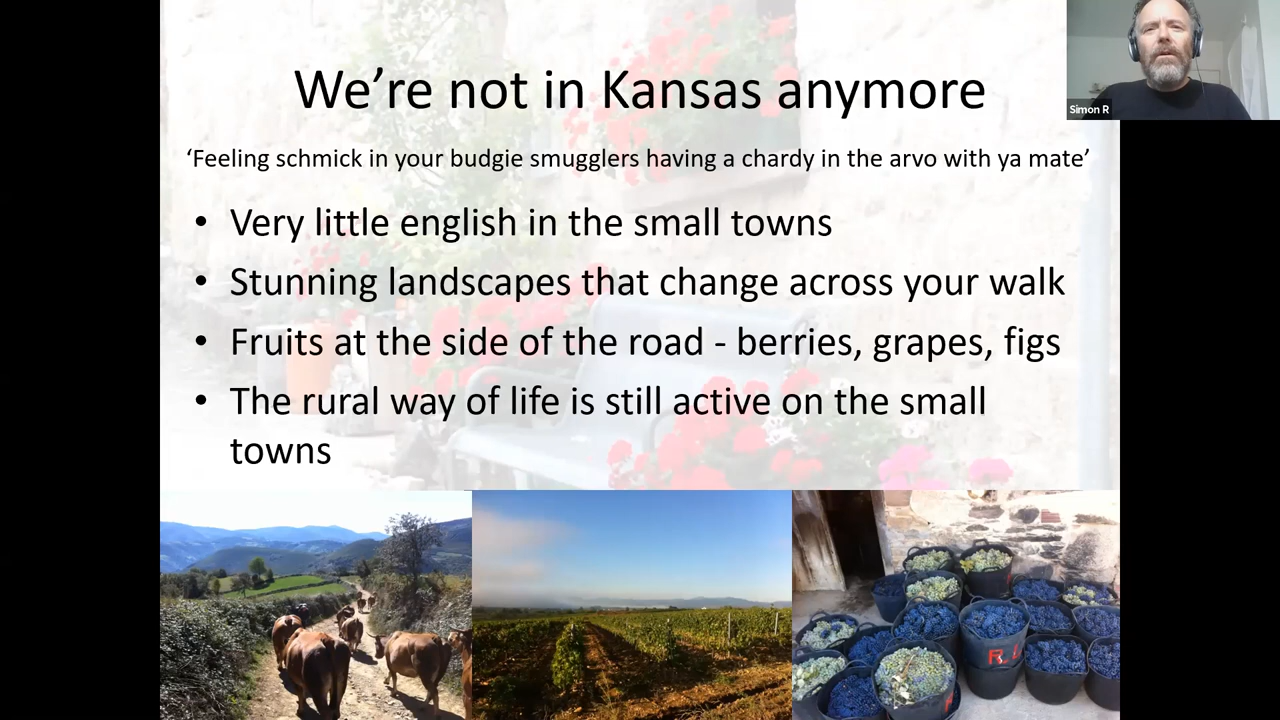 We’re not in Kansas anymore
Simon R
‘Feeling schmick in your budgie smugglers having a chardy in the arvo with ya mate’
• Very little english in the small towns
• Stunning landscapes that change across your walk
• Fruits at the side of the road - berries, grapes, figs
• The rural way of life is still active on the small
towns